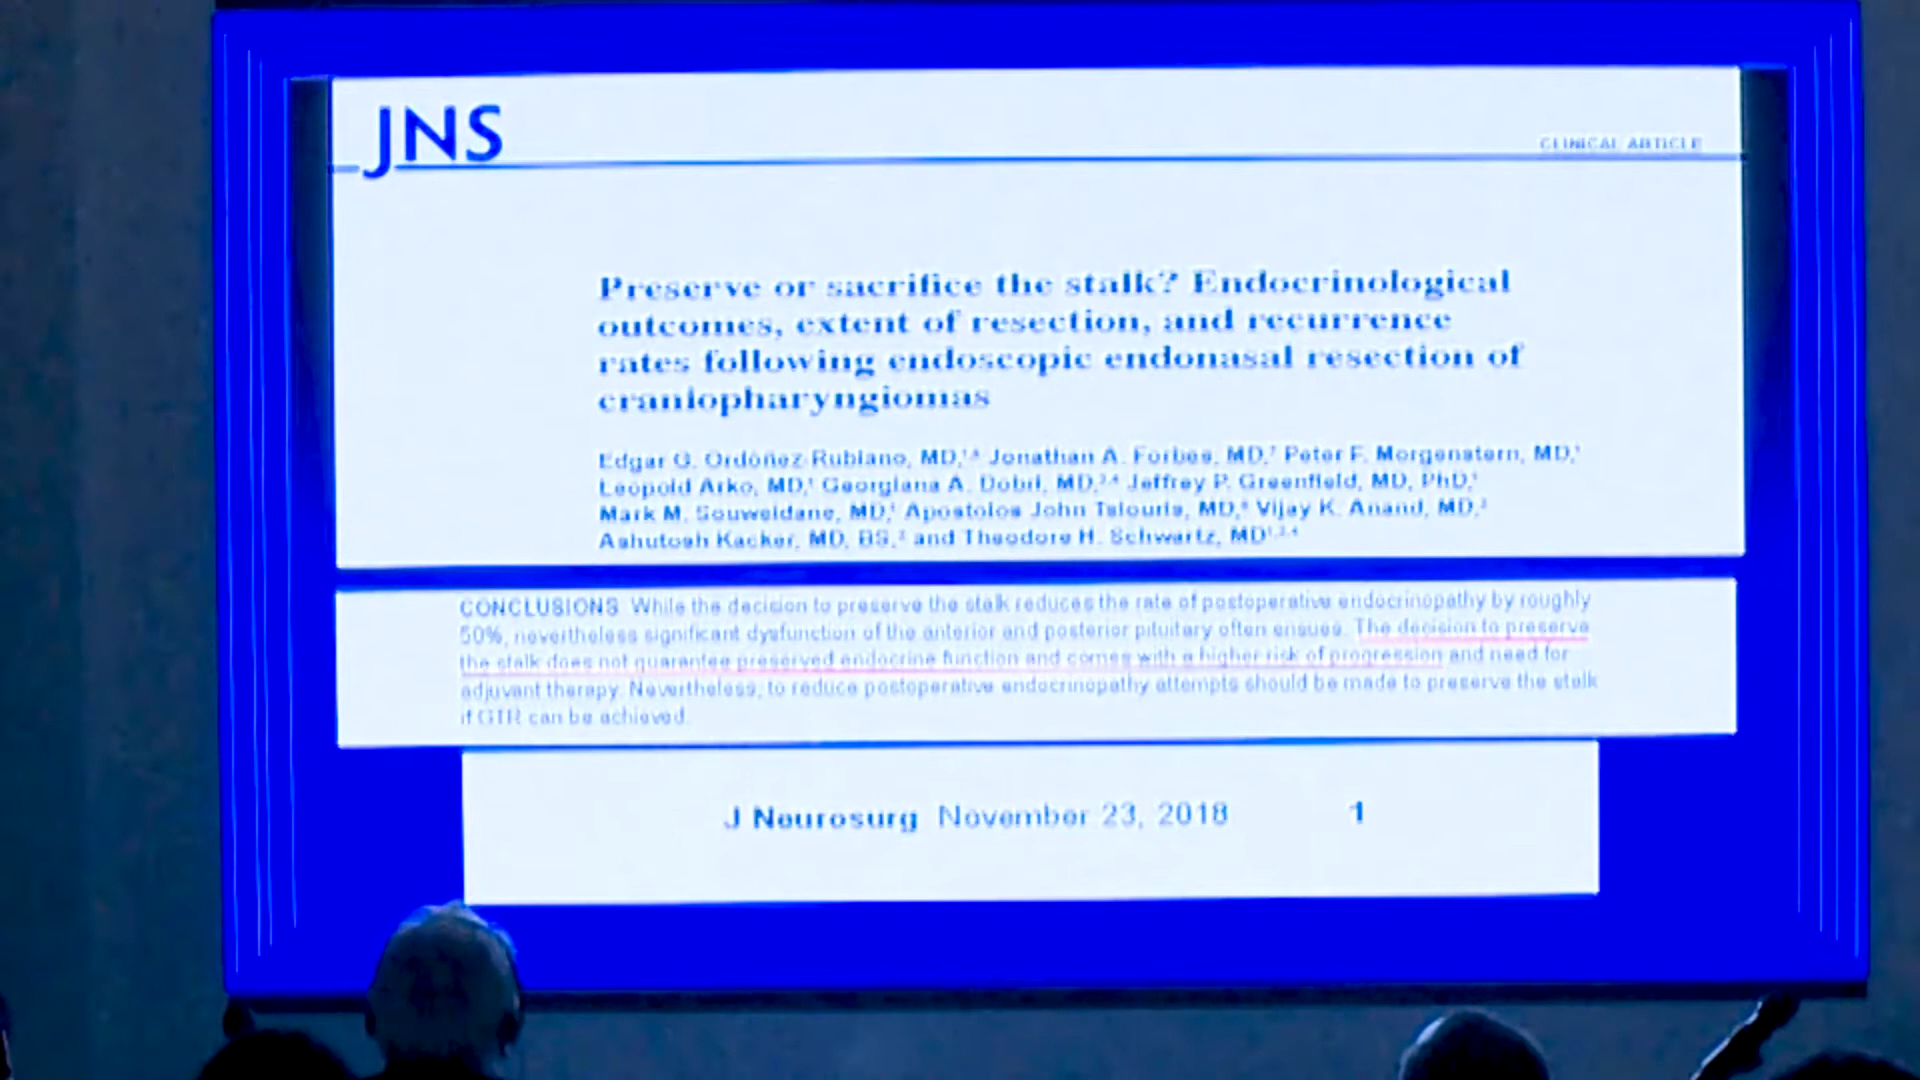 JNS
CLINICAL ARTICLE
Preserve or sacrifice the stalk? Endocrinological
outcomes, extent of resection, and recurrence
rates following endoscopic endonasal resection of
craniopharyngiomas
Edgar G. Ordóñez-Rubiano, MD, Jonathan A. Forbes, MD, Peter F. Morgenstern, MD,
Leopold Arko, MD, Georgiana A. Dobri, MD, Jeffrey P. Greenfield, MD, PhD,
Mark M. Souweidane, MD, Apostolos John Tsiouris, MD, Vijay K. Anand, MD,
Ashutosh Kacker, MD, BS, and Theodore H. Schwartz, MD
CONCLUSIONS While the decision to preserve the stalk reduces the rate of postoperative endocrinopathy by roughly
50%, nevertheless significant dysfunction of the anterior and posterior pituitary often ensues. The decision to preserve
the stalk does not guarantee preserved endocrine function and comes with a higher risk of progression and need for
adjuvant therapy. Nevertheless, to reduce postoperative endocrinopathy attempts should be made to preserve the stalk
if GTR can be achieved.
J Neurosurg November 23, 2018 1